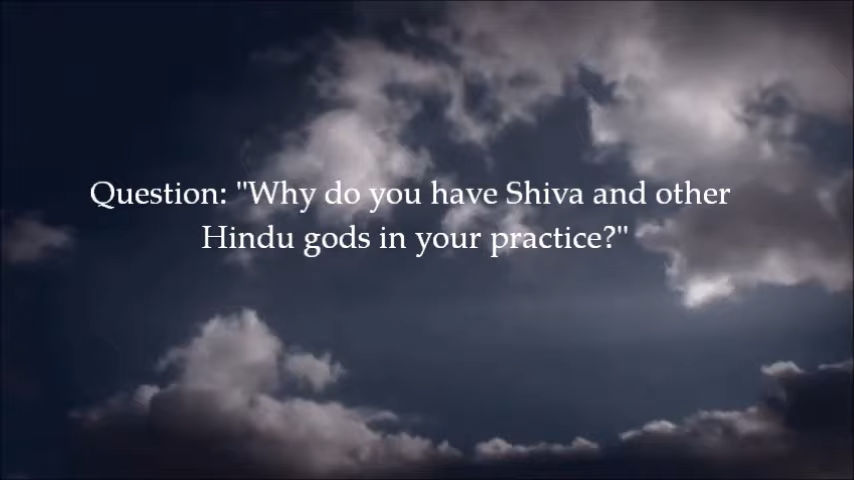 Question: "Why do you have Shiva and other
Hindu gods in your practice?"